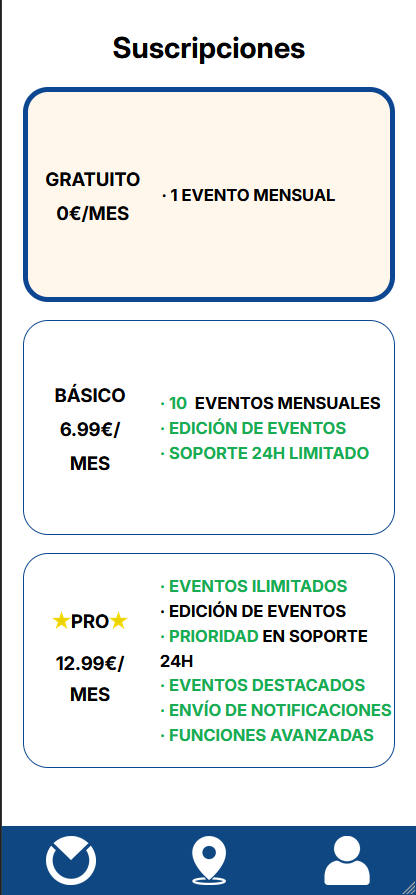 Suscripciones
GRATUITO
0€/MES
· 1 EVENTO MENSUAL
BÁSICO
6.99€/
MES
· 10 EVENTOS MENSUALES
· EDICIÓN DE EVENTOS
· SOPORTE 24H LIMITADO
★PRO★
12.99€/
MES
· EVENTOS ILIMITADOS
· EDICIÓN DE EVENTOS
· PRIORIDAD EN SOPORTE
24H
· EVENTOS DESTACADOS
· ENVÍO DE NOTIFICACIONES
· FUNCIONES AVANZADAS